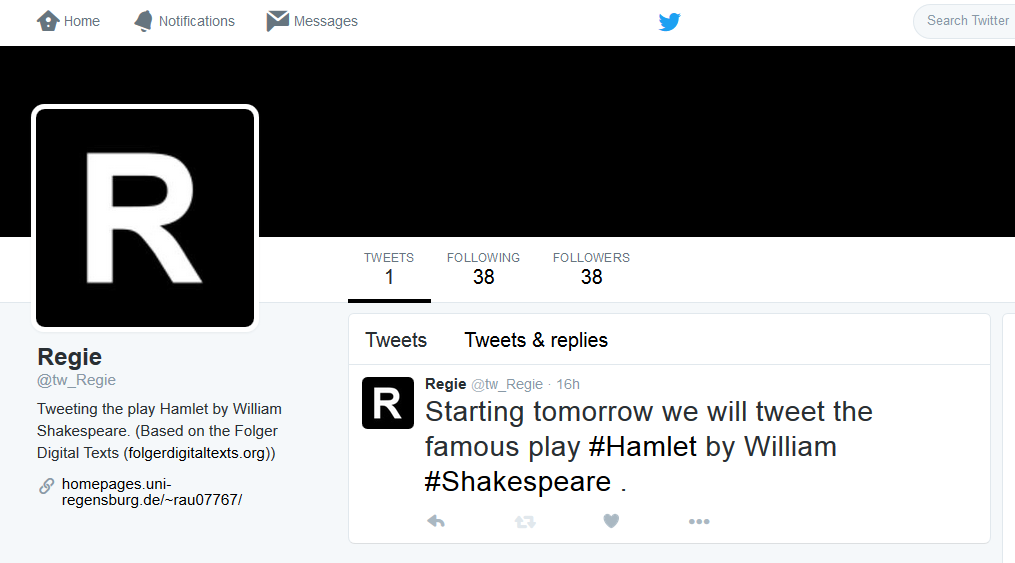 Home Notifications Messages Search Twitter
R
TWEETS FOLLOWING FOLLOWERS
1 38 38
Regie
@tw_Regie
Tweeting the play Hamlet by William
Shakespeare. (Based on the Folger
Digital Texts (folgerdigitaltexts.org))
homepages.uni-
regensburg.de/~rau07767/
Tweets Tweets & replies
R
Regie @tw_Regie · 16h
Starting tomorrow we will tweet the
famous play #Hamlet by William
#Shakespeare .